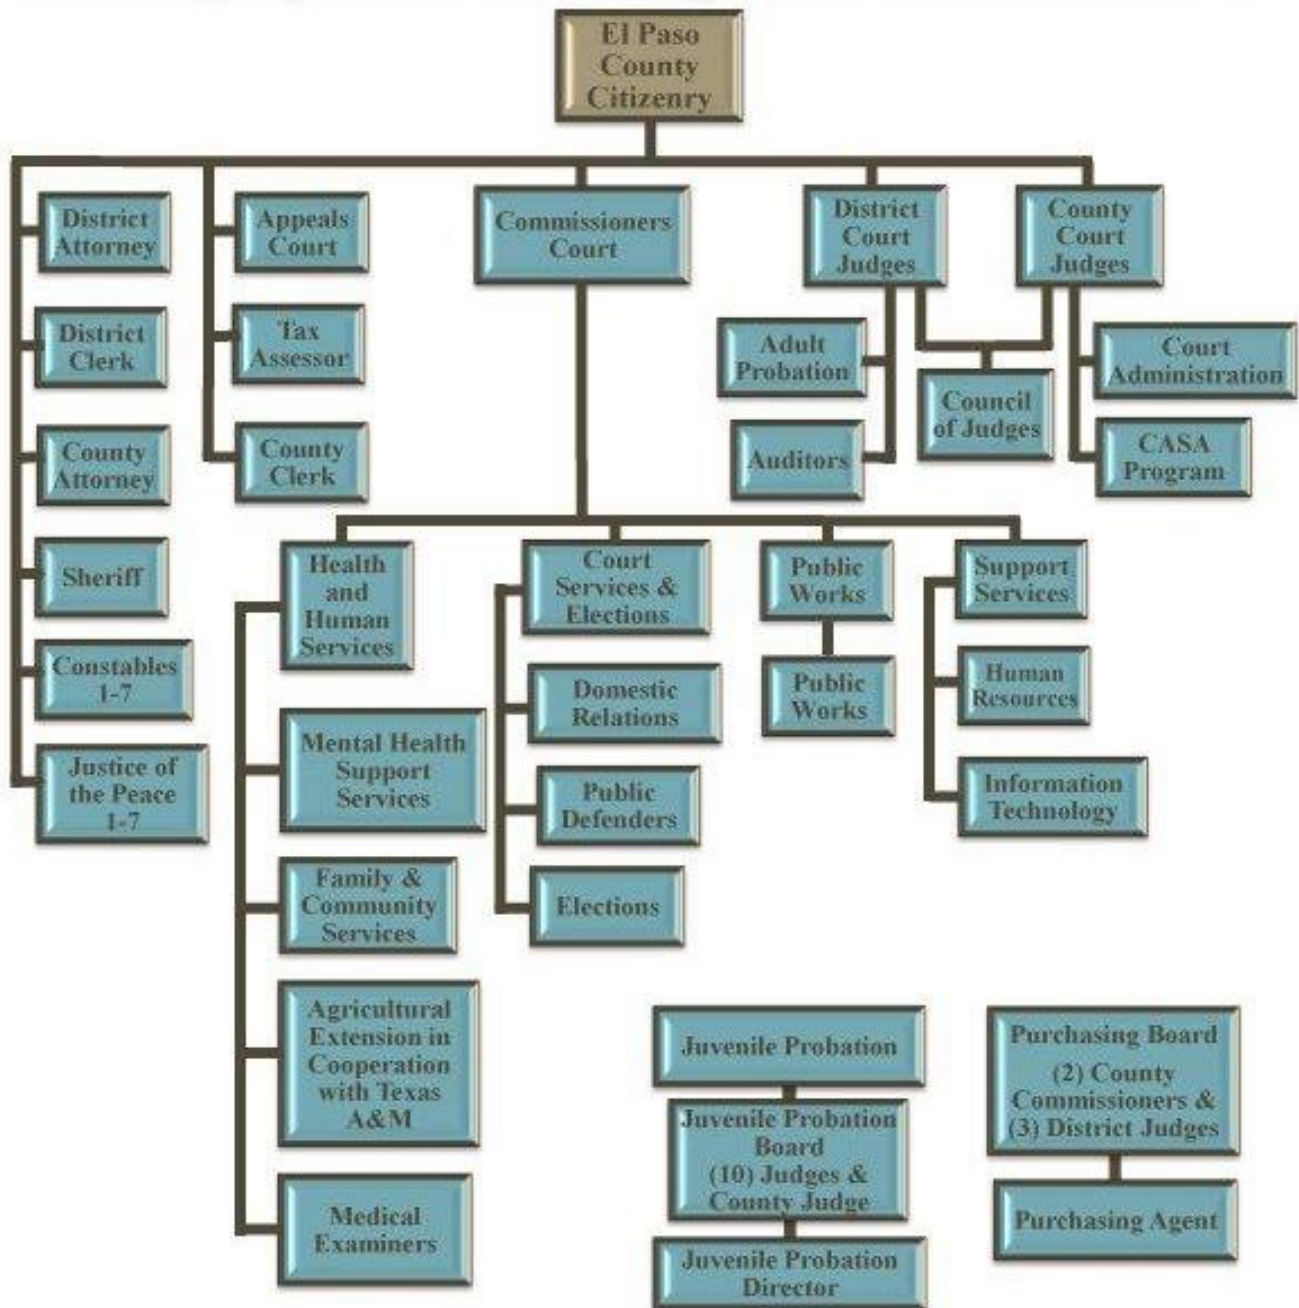 El Paso
County
Citizenry
District
Attorney
Appeals
Court
Commissioners
Court
District
Court
Judges
County
Court
Judges
District
Clerk
Tax
Assessor
Adult
Probation
Council
of Judges
Court
Administration
County
Attorney
County
Clerk
Auditors
CASA
Program
Sheriff
Constables
1-7
Justice of
the Peace
1-7
Health
and
Human
Services
Court
Services &
Elections
Public
Works
Support
Services
Mental Health
Support
Services
Domestic
Relations
Public
Works
Human
Resources
Family &
Community
Services
Public
Defenders
Information
Technology
Agricultural
Extension in
Cooperation
with Texas
A&M
Elections
Medical
Examiners
Juvenile Probation
Juvenile Probation
Board
(10) Judges &
County Judge
Juvenile Probation
Director
Purchasing Board
(2) County
Commissioners &
(3) District Judges
Purchasing Agent